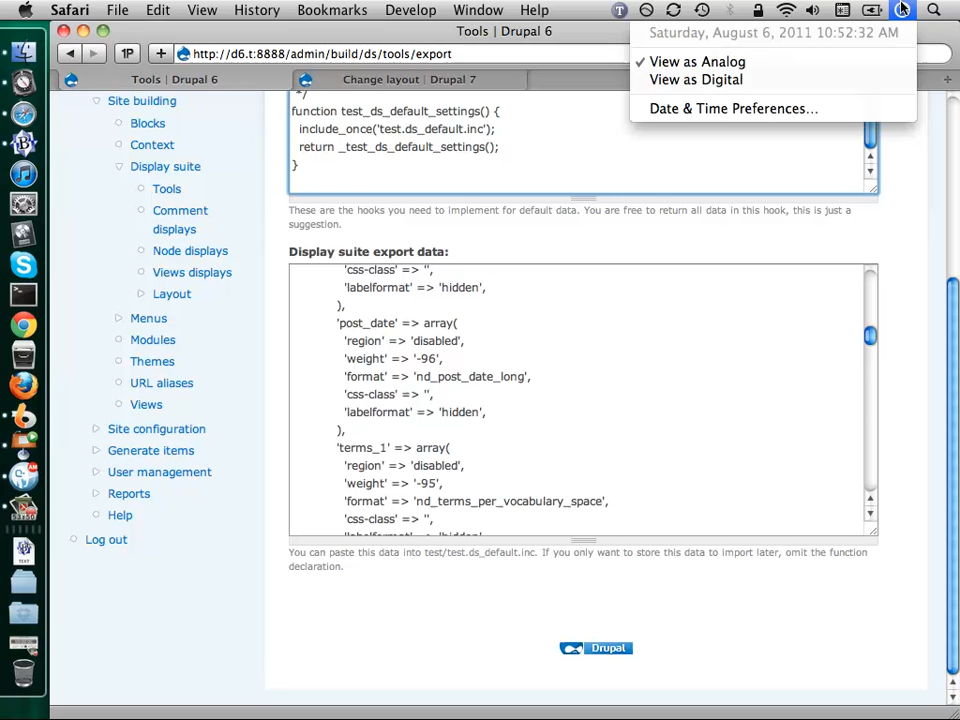 Safari File Edit View History Bookmarks Develop Window Help
Tools | Drupal 6
Saturday, August 6, 2011 10:52:32 AM
✓ View as Analog
View as Digital
Date & Time Preferences...
1P
http://d6.t:8888/admin/build/ds/tools/export
Tools | Drupal 6
Change layout | Drupal 7
Site building
Blocks
Context
Display suite
Tools
Comment
displays
Node displays
Views displays
Layout
Menus
Modules
Themes
URL aliases
Views
Site configuration
Generate items
User management
Reports
Help
Log out
*/
function test_ds_default_settings() {
include_once('test.ds_default.inc');
return _test_ds_default_settings();
}
These are the hooks you need to implement for default data. You are free to return all data in this hook, this is just a
suggestion.
Display suite export data:
'css-class' => '',
'labelformat' => 'hidden',
),
'post_date' => array(
'region' => 'disabled',
'weight' => '-96',
'format' => 'nd_post_date_long',
'css-class' => '',
'labelformat' => 'hidden',
),
'terms_1' => array(
'region' => 'disabled',
'weight' => '-95',
'format' => 'nd_terms_per_vocabulary_space',
'css-class' => '',
'labelformat' => 'hidden',
You can paste this data into test/test.ds_default.inc. If you only want to store this data to import later, omit the function
declaration.
Drupal